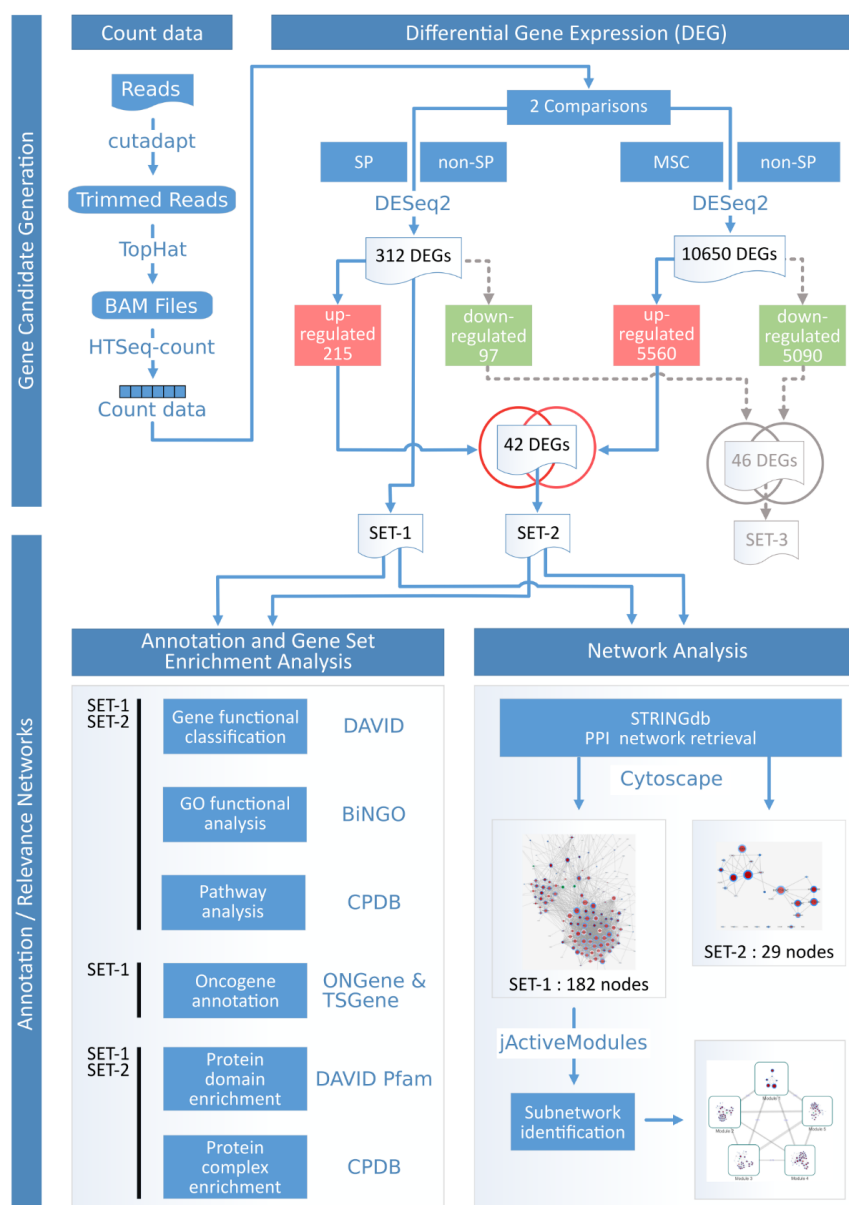 Count data
Differential Gene Expression (DEG)
Gene Candidate Generation
Reads
cutadapt
Trimmed Reads
TopHat
BAM Files
HTSeq-count
Count data
2 Comparisons
SP
non-SP
MSC
non-SP
DESeq2
DESeq2
312 DEGs
10650 DEGs
up-
regulated
215
down-
regulated
97
up-
regulated
5560
down-
regulated
5090
42 DEGs
46 DEGs
SET-1
SET-2
SET-3
Annotation / Relevance Networks
Annotation and Gene Set
Enrichment Analysis
SET-1
SET-2
Gene functional
classification
DAVID
GO functional
analysis
BiNGO
Pathway
analysis
CPDB
SET-1
Oncogene
annotation
ONGene &
TSGene
SET-1
SET-2
Protein
domain
enrichment
DAVID Pfam
Protein
complex
enrichment
CPDB
Network Analysis
STRINGdb
PPI network retrieval
Cytoscape
SET-1 : 182 nodes
SET-2 : 29 nodes
jActiveModules
Subnetwork
identification
Module 3
Module 4